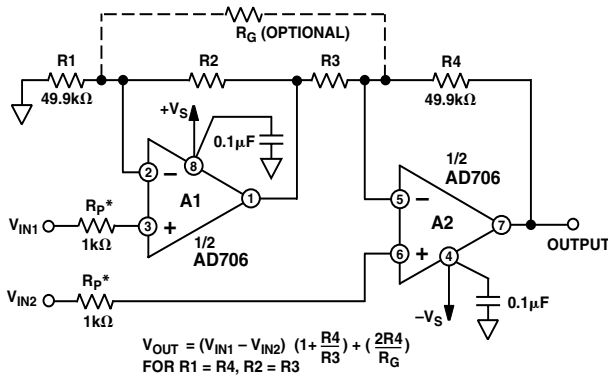 R_G (OPTIONAL)
R1
R2
R3
R4
49.9kΩ
49.9kΩ
+V_S
0.1µF
1/2
AD706
2
−
8
A1
1
5
−
A2
7
V_IN1
R_P*
3
+
1kΩ
1/2
AD706
6
+
4
OUTPUT
V_IN2
R_P*
1kΩ
−V_S
0.1µF
V_OUT = (V_IN1 – V_IN2) (1+ R4/R3) + (2R4/R_G)
FOR R1 = R4, R2 = R3